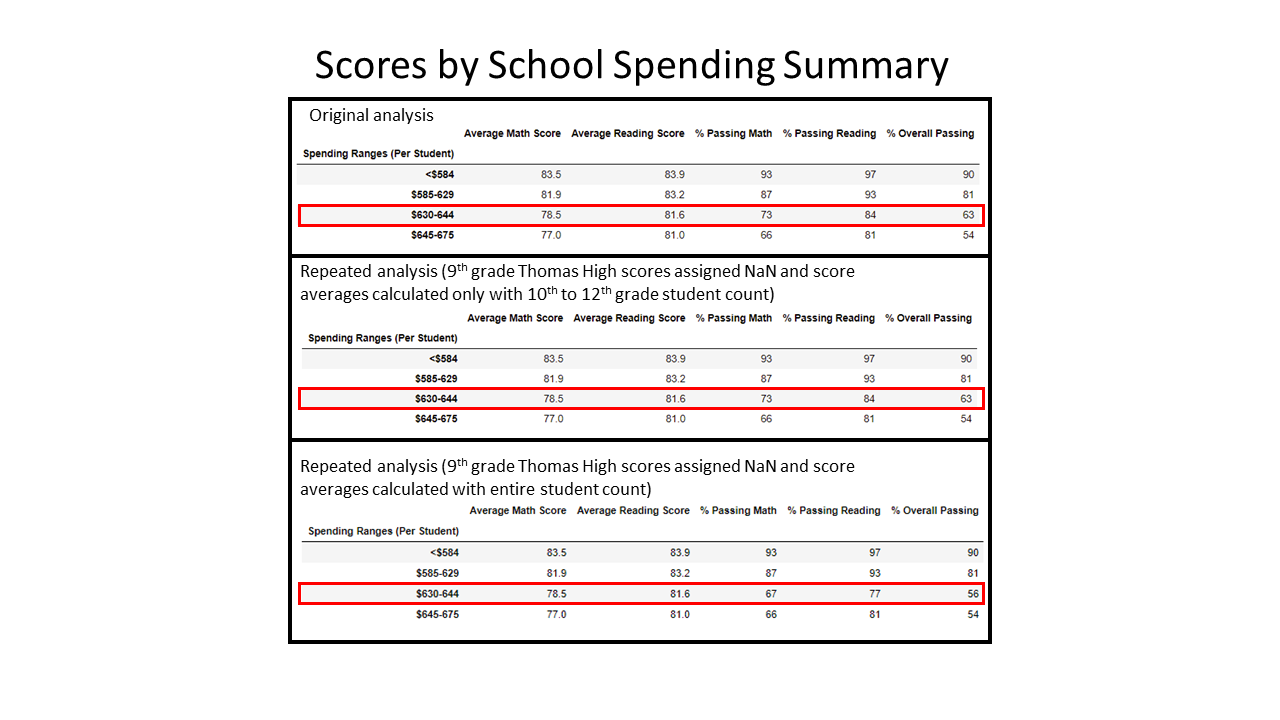 Scores by School Spending Summary
Original analysis
Average Math Score Average Reading Score % Passing Math % Passing Reading % Overall Passing
Spending Ranges (Per Student)
<$584 83.5 83.9 93 97 90
$585-629 81.9 83.2 87 93 81
$630-644 78.5 81.6 73 84 63
$645-675 77.0 81.0 66 81 54
Repeated analysis (9th grade Thomas High scores assigned NaN and score
averages calculated only with 10th to 12th grade student count)
Average Math Score Average Reading Score % Passing Math % Passing Reading % Overall Passing
Spending Ranges (Per Student)
<$584 83.5 83.9 93 97 90
$585-629 81.9 83.2 87 93 81
$630-644 78.5 81.6 73 84 63
$645-675 77.0 81.0 66 81 54
Repeated analysis (9th grade Thomas High scores assigned NaN and score
averages calculated with entire student count)
Average Math Score Average Reading Score % Passing Math % Passing Reading % Overall Passing
Spending Ranges (Per Student)
<$584 83.5 83.9 93 97 90
$585-629 81.9 83.2 87 93 81
$630-644 78.5 81.6 67 77 56
$645-675 77.0 81.0 66 81 54